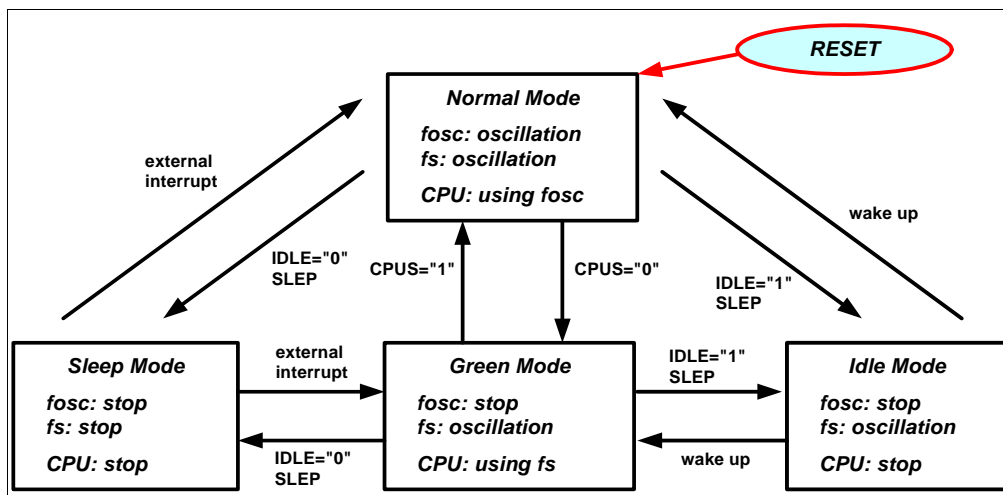 RESET
Normal Mode
fosc: oscillation
fs: oscillation
CPU: using fosc
external
interrupt
wake up
IDLE="0"
SLEP
CPUS="1"
CPUS="0"
IDLE="1"
SLEP
Sleep Mode
fosc: stop
fs: stop
CPU: stop
external
interrupt
IDLE="0"
SLEP
Green Mode
fosc: stop
fs: oscillation
CPU: using fs
IDLE="1"
SLEP
wake up
Idle Mode
fosc: stop
fs: oscillation
CPU: stop